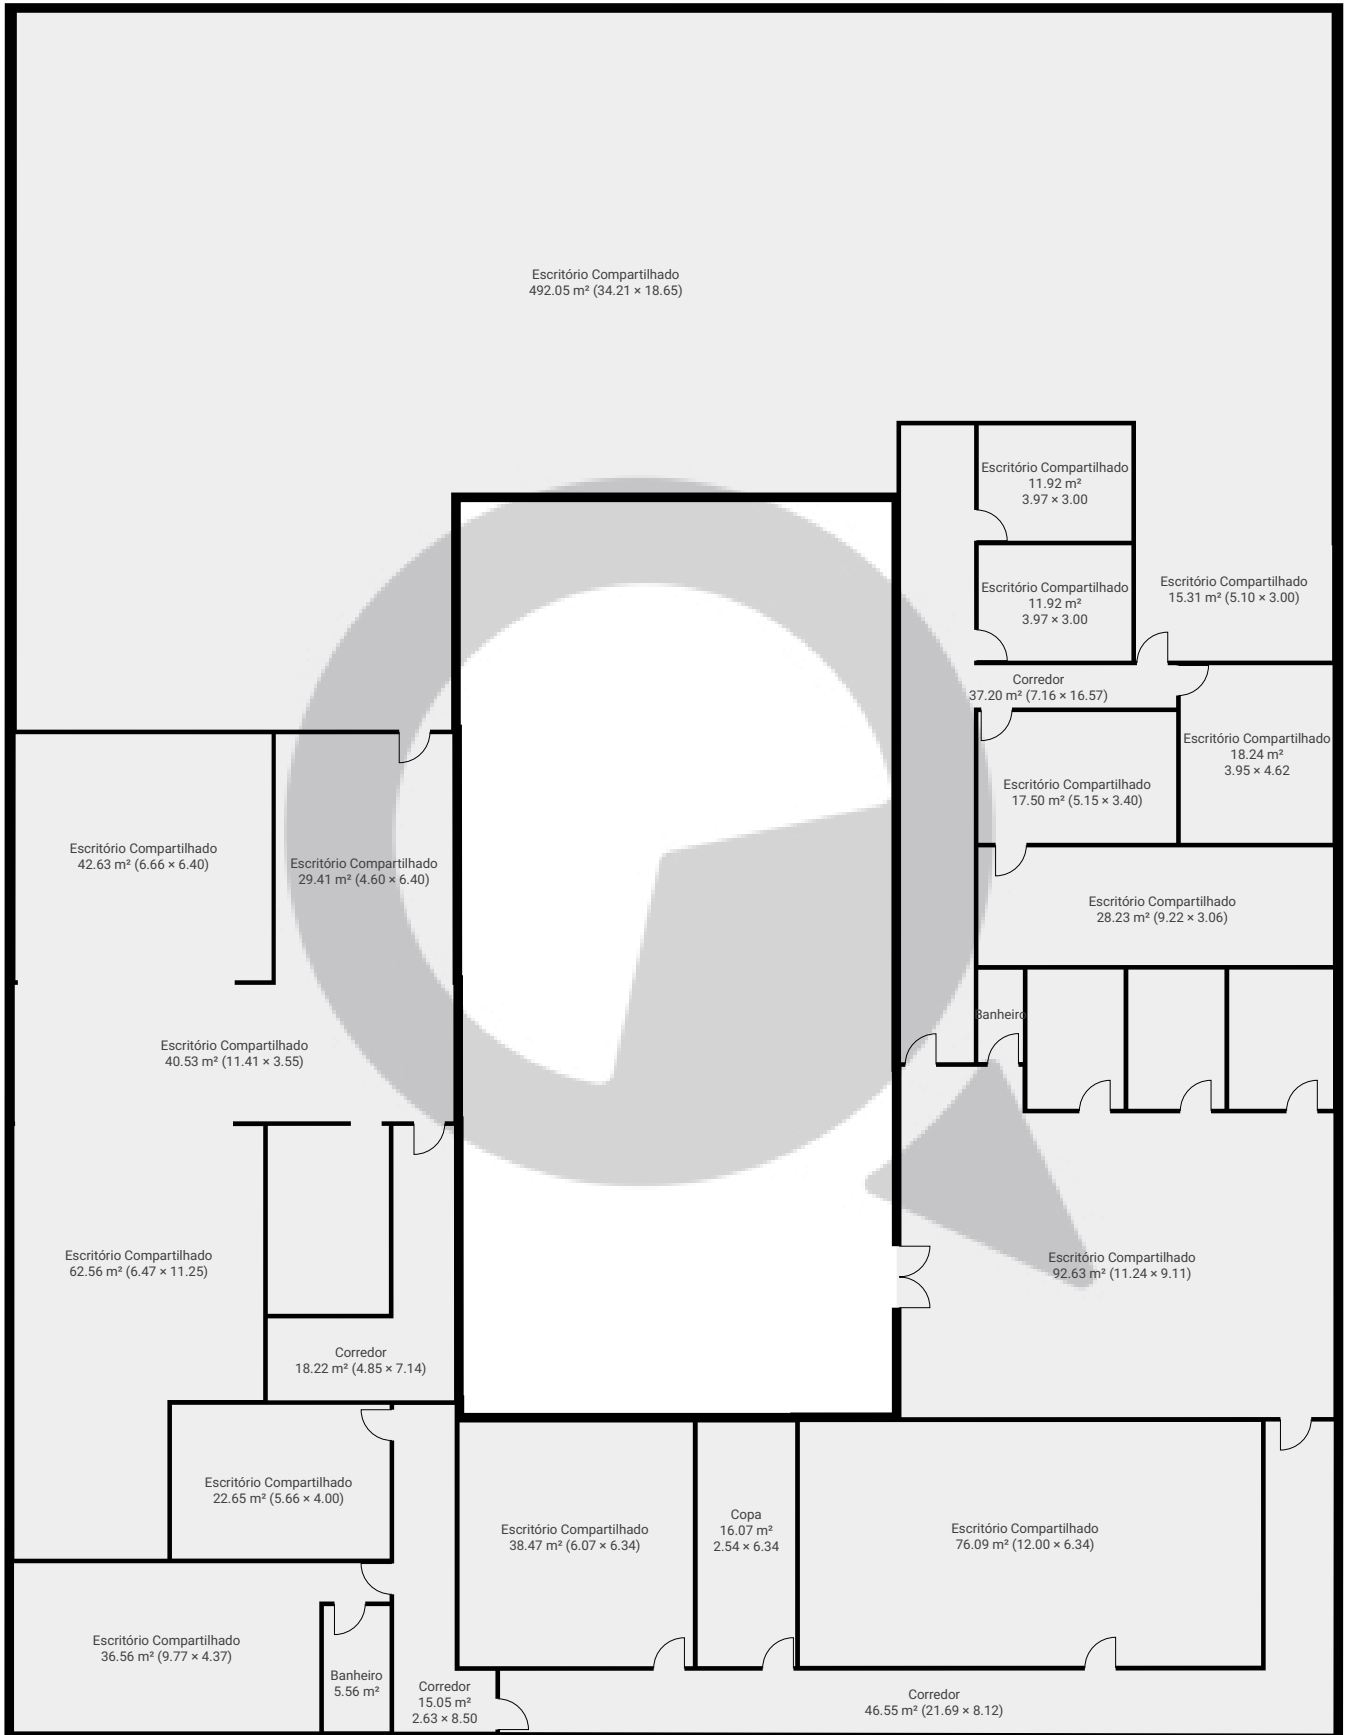 Escritório Compartilhado
492.05 m² (34.21 × 18.65)
Escritório Compartilhado
11.92 m²
3.97 × 3.00
Escritório Compartilhado
11.92 m²
3.97 × 3.00
Escritório Compartilhado
15.31 m² (5.10 × 3.00)
Corredor
37.20 m² (7.16 × 16.57)
Escritório Compartilhado
18.24 m²
3.95 × 4.62
Escritório Compartilhado
17.50 m² (5.15 × 3.40)
Escritório Compartilhado
42.63 m² (6.66 × 6.40)
Escritório Compartilhado
29.41 m² (4.60 × 6.40)
Escritório Compartilhado
28.23 m² (9.22 × 3.06)
Banheiro
Escritório Compartilhado
40.53 m² (11.41 × 3.55)
Escritório Compartilhado
62.56 m² (6.47 × 11.25)
Escritório Compartilhado
92.63 m² (11.24 × 9.11)
Corredor
18.22 m² (4.85 × 7.14)
Escritório Compartilhado
22.65 m² (5.66 × 4.00)
Escritório Compartilhado
38.47 m² (6.07 × 6.34)
Copa
16.07 m²
2.54 × 6.34
Escritório Compartilhado
76.09 m² (12.00 × 6.34)
Escritório Compartilhado
36.56 m² (9.77 × 4.37)
Banheiro
5.56 m²
Corredor
15.05 m²
2.63 × 8.50
Corredor
46.55 m² (21.69 × 8.12)